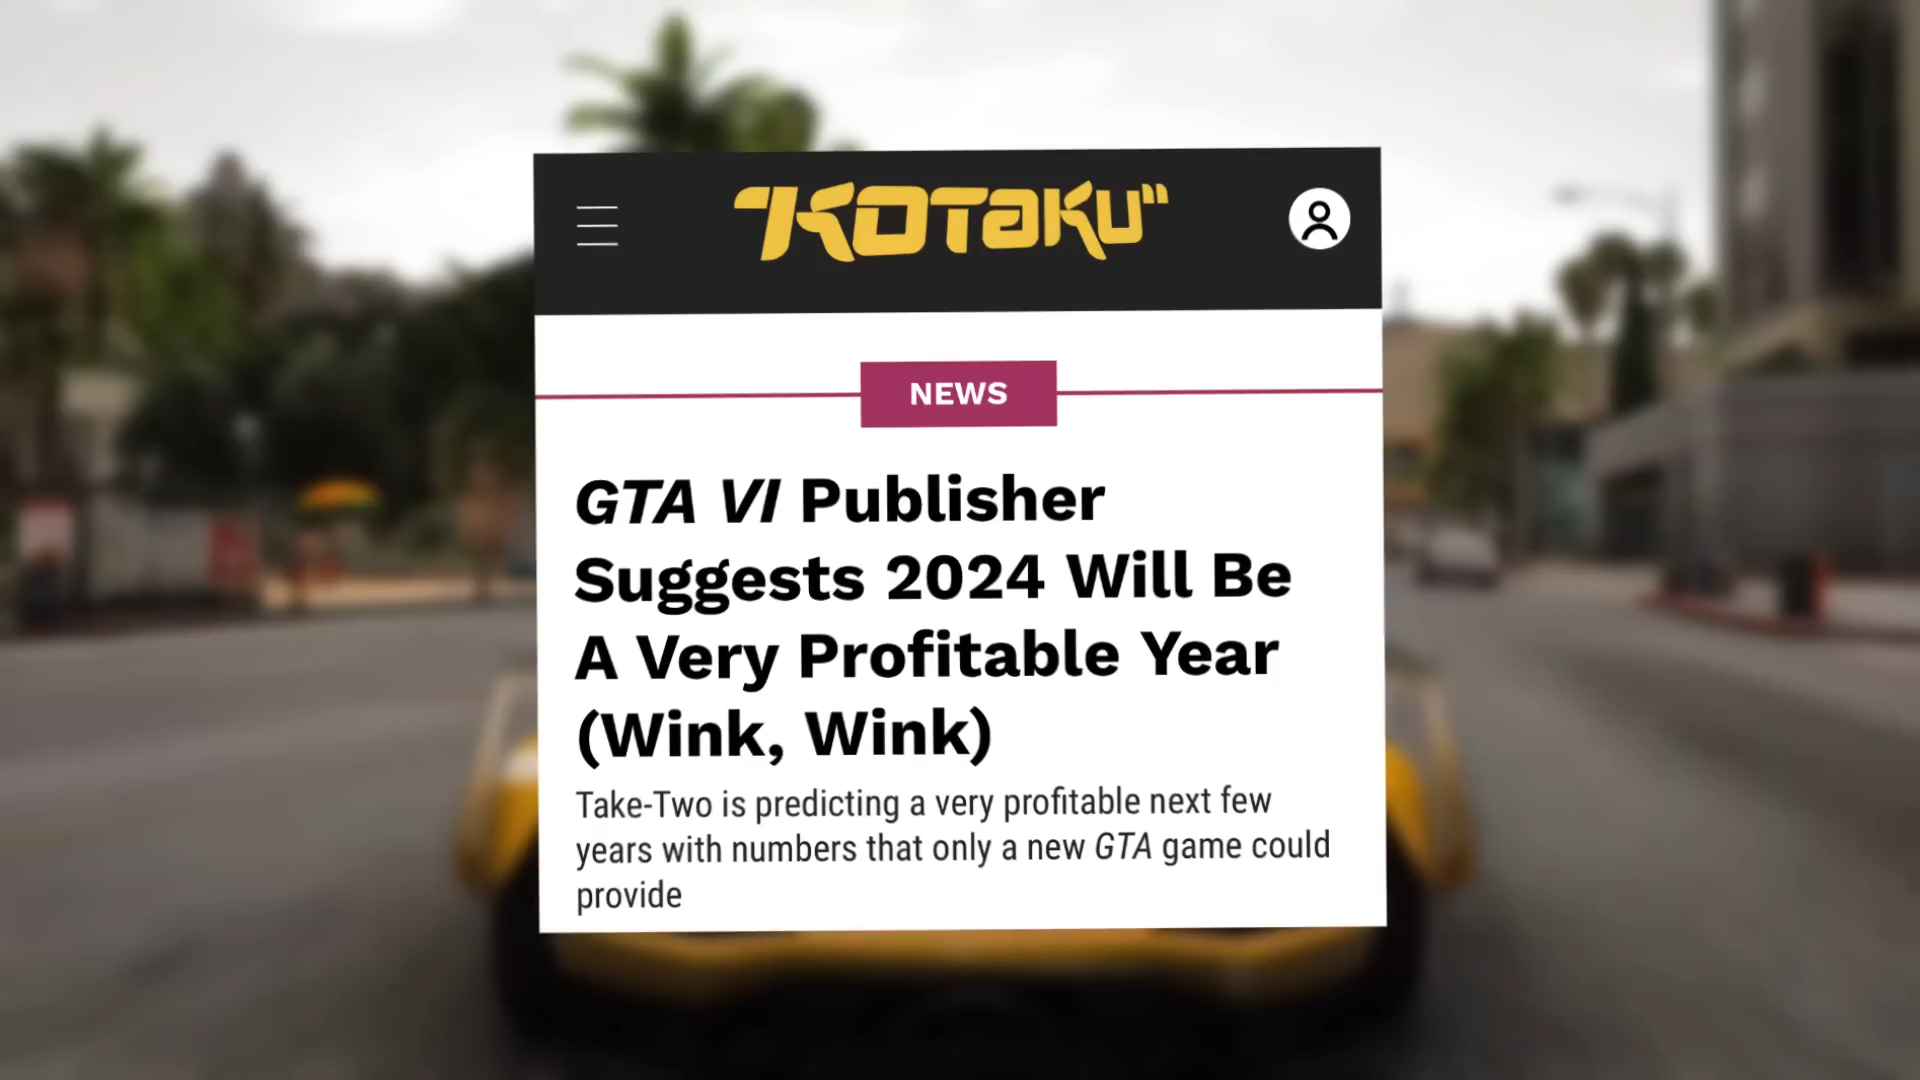 KOTAKU
NEWS
GTA VI Publisher
Suggests 2024 Will Be
A Very Profitable Year
(Wink, Wink)
Take-Two is predicting a very profitable next few
years with numbers that only a new GTA game could
provide